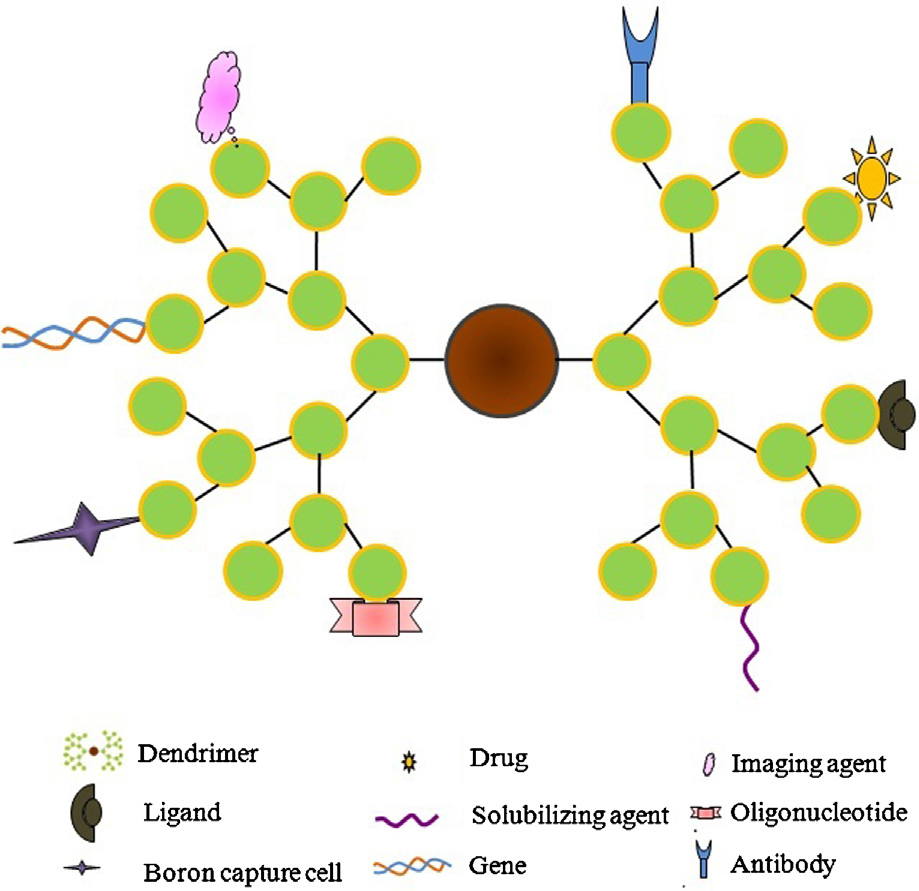 Dendrimer
Drug
Imaging agent
Ligand
Solubilizing agent
Oligonucleotide
Boron capture cell
Gene
Antibody